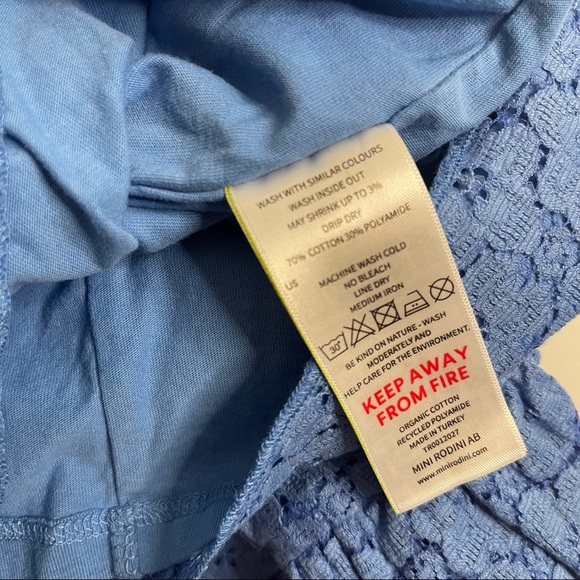 WASH WITH SIMILAR COLOURS
WASH INSIDE OUT
MAY SHRINK UP TO 3%
DRIP DRY
70% COTTON 30% POLYAMIDE
US MACHINE WASH COLD
NO BLEACH
LINE DRY
MEDIUM IRON
30°
BE KIND ON NATURE - WASH
MODERATELY AND
HELP CARE FOR THE ENVIRONMENT.
KEEP AWAY
FROM FIRE
ORGANIC COTTON
RECYCLED POLYAMIDE
MADE IN TURKEY
TR0012027
MINI RODINI AB
www.minirodini.com